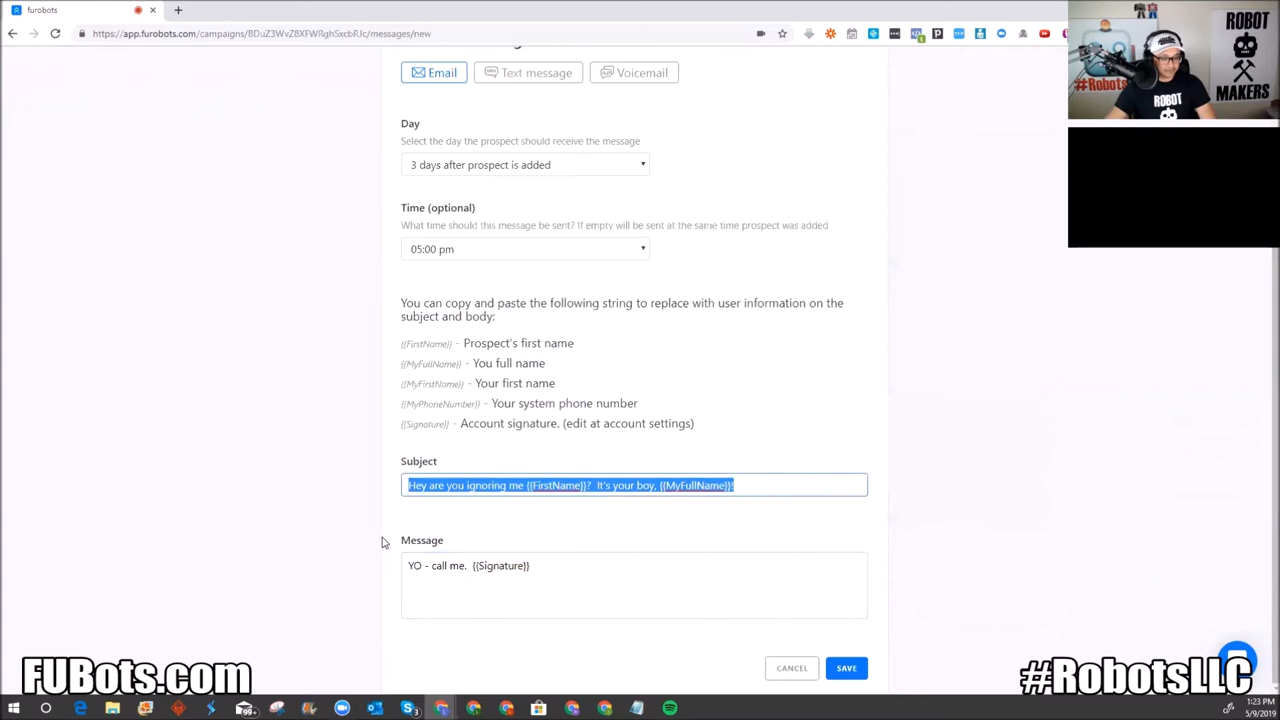 furobots
https://app.furobots.com/campaigns/BDuZ3WvZ8XFWRghSxcbRJc/messages/new
Email
Text message
Voicemail
Day
Select the day the prospect should receive the message
3 days after prospect is added
Time (optional)
What time should this message be sent? If empty will be sent at the same time prospect was added
05:00 pm
You can copy and paste the following string to replace with user information on the
subject and body:
{{FirstName}} - Prospect's first name
{{MyFullName}} - You full name
{{MyFirstName}} - Your first name
{{MyPhoneNumber}} - Your system phone number
{{Signature}} - Account signature. (edit at account settings)
Subject
Hey are you ignoring me {{FirstName}}? It's your boy, {{MyFullName}}!
Message
YO - call me. {{Signature}}
CANCEL
SAVE
#Robots
ROBOT
MAKERS
ROBOT
FUBots.com
#RobotsLLC
99+
1:23 PM
5/9/2019